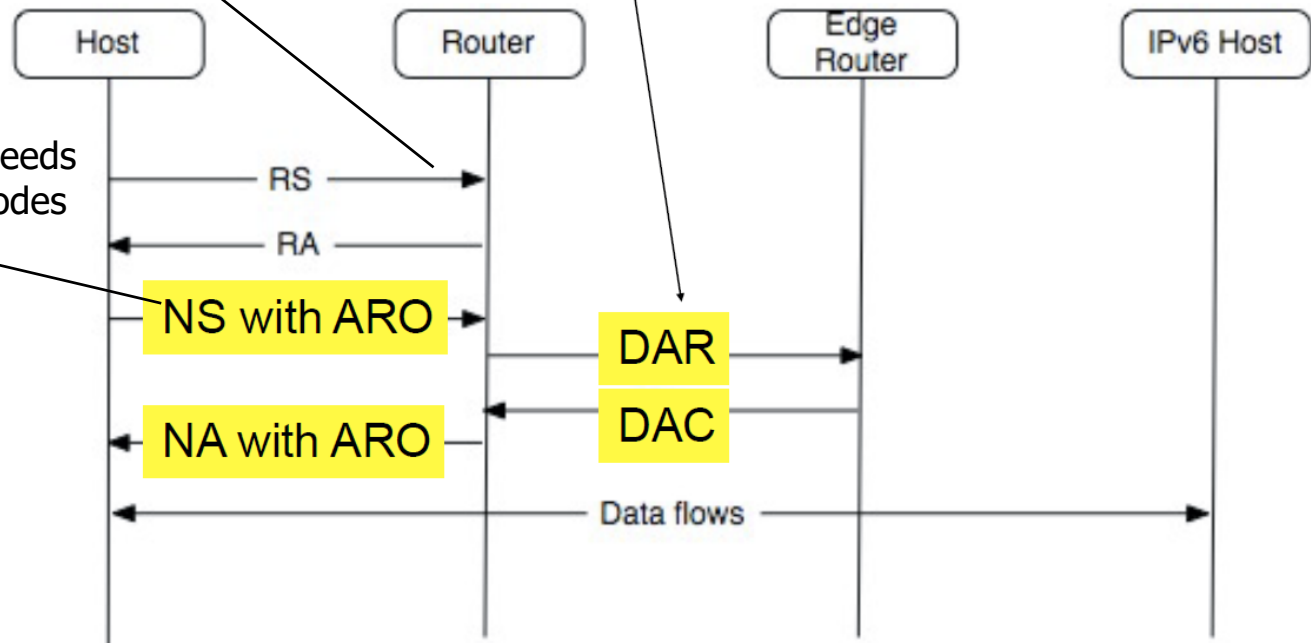 Host
Router
Edge
Router
IPv6 Host
eeds
odes
RS
RA
NS with ARO
DAR
DAC
NA with ARO
Data flows